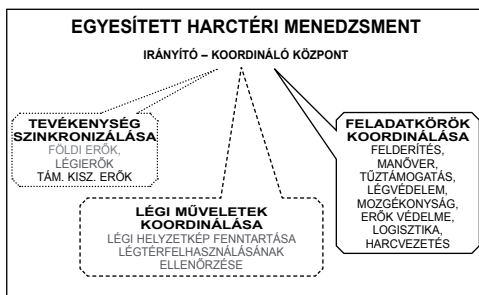 EGYESÍTETT HARCTÉRI MENEDZSMENT
IRÁNYÍTÓ – KOORDINÁLÓ KÖZPONT
TEVÉKENYSÉG
SZINKRONIZÁLÁSA
FÖLDI ERŐK,
LÉGIERŐK
TÁM. KISZ. ERŐK
LÉGI MŰVELETEK
KOORDINÁLÁSA
LÉGI HELYZETKÉP FENNTARTÁSA
LÉGTÉRFELHASZNÁLÁSÁNAK
ELLENŐRZÉSE
FELADATKÖRÖK
KOORDINÁLÁSA
FELDERÍTÉS,
MANŐVER,
TŰZTÁMOGATÁS,
LÉGVÉDELEM,
MOZGÉKONYSÁG,
ERŐK VÉDELME,
LOGISZTIKA,
HARCVEZETÉS